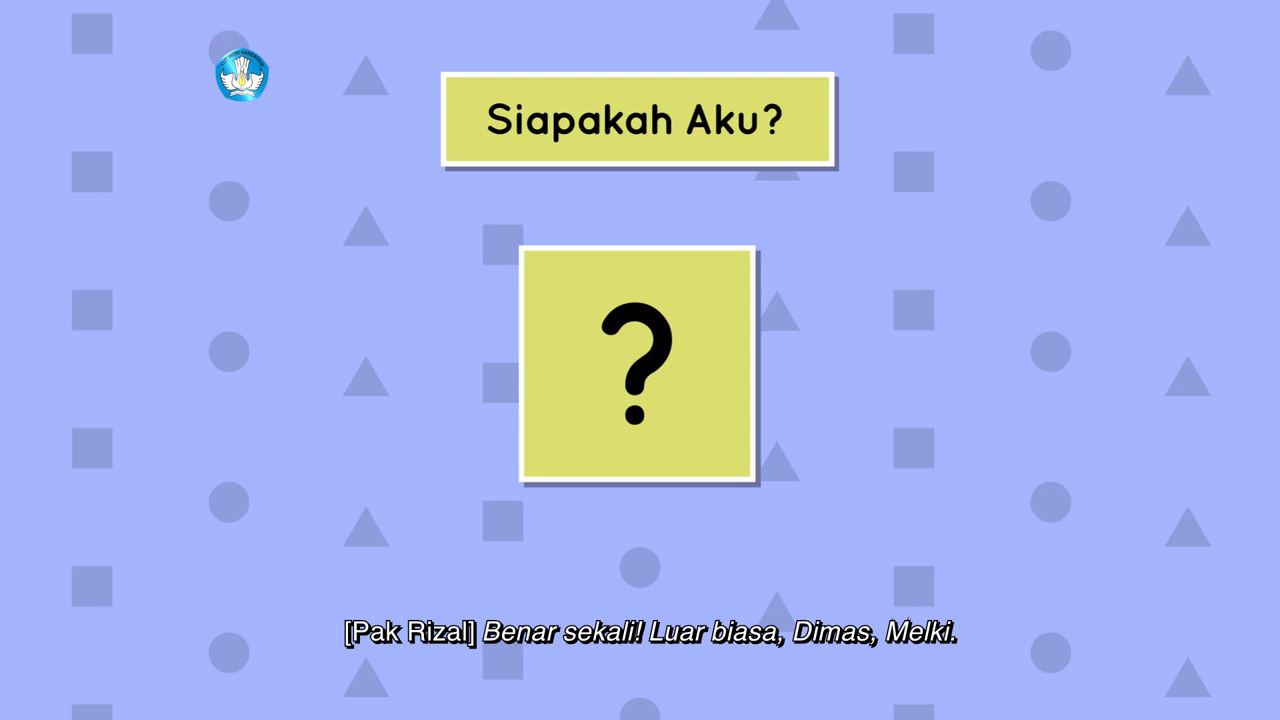 Siapakah Aku?
?
[Pak Rizal] Benar sekali! Luar biasa, Dimas, Melki.